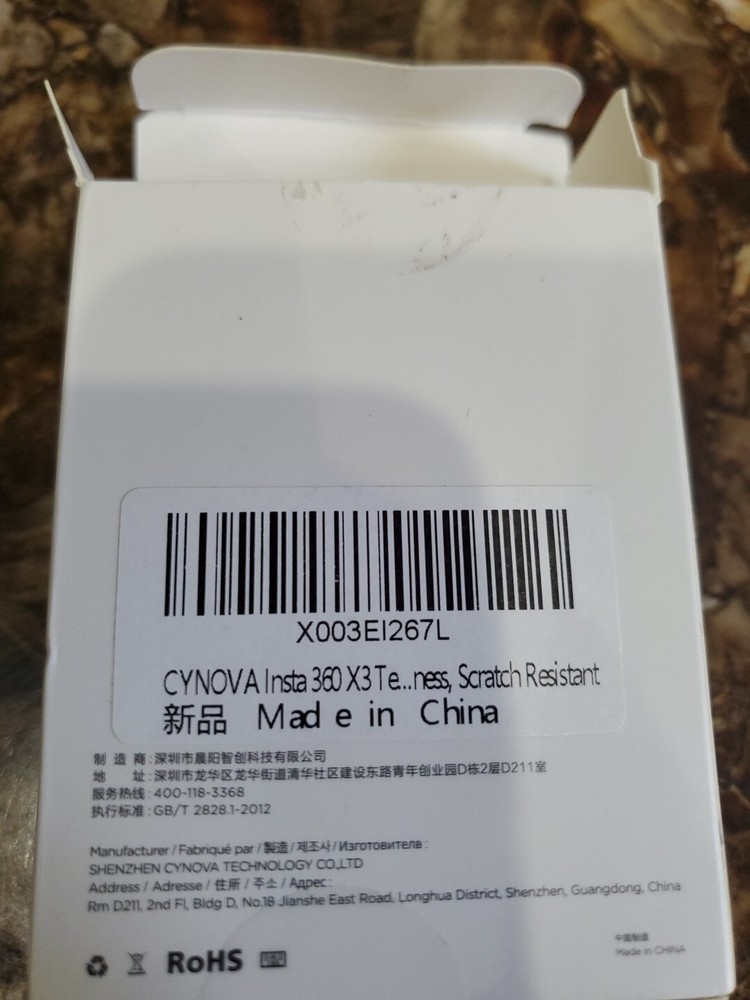 X003EI267L
CYNOVA Insta 360 X3 Te...ness, Scratch Resistant
新品 Made in China
制 造 商:深圳市晨阳智创科技有限公司
地 址:深圳市龙华区龙华街道清华社区建设东路青年创业园D栋2层D211室
服务热线:400-118-3368
执行标准:GB/T 2828.1-2012
Manufacturer / Fabriqué par / 製造 / 제조사 / Изготовитель :
SHENZHEN CYNOVA TECHNOLOGY CO.,LTD
Address / Adresse / 住所 / 주소 / Адрес :
Rm D211, 2nd Fl, Bldg D, No.18 Jianshe East Road, Longhua District, Shenzhen, Guangdong, China
中国制造
RoHS Made in CHINA